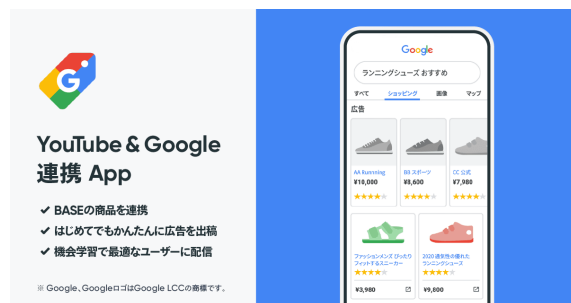 G
YouTube & Google
連携 App
✓ BASEの商品を連携
✓ はじめてでもかんたんに広告を出稿
✓ 機会学習で最適なユーザーに配信
※ Google、GoogleロゴはGoogle LCCの商標です。
Google
ランニングシューズ おすすめ
すべて ショッピング 画像 マップ
広告
AA Rumming BB スポーツ CC 公式
¥10,000 ¥8,600 ¥7,980
ファッションメンズ ぴったり
フィットするスニーカー
¥3,980
2020 通気性の優れた
ランニングシューズ
¥9,800